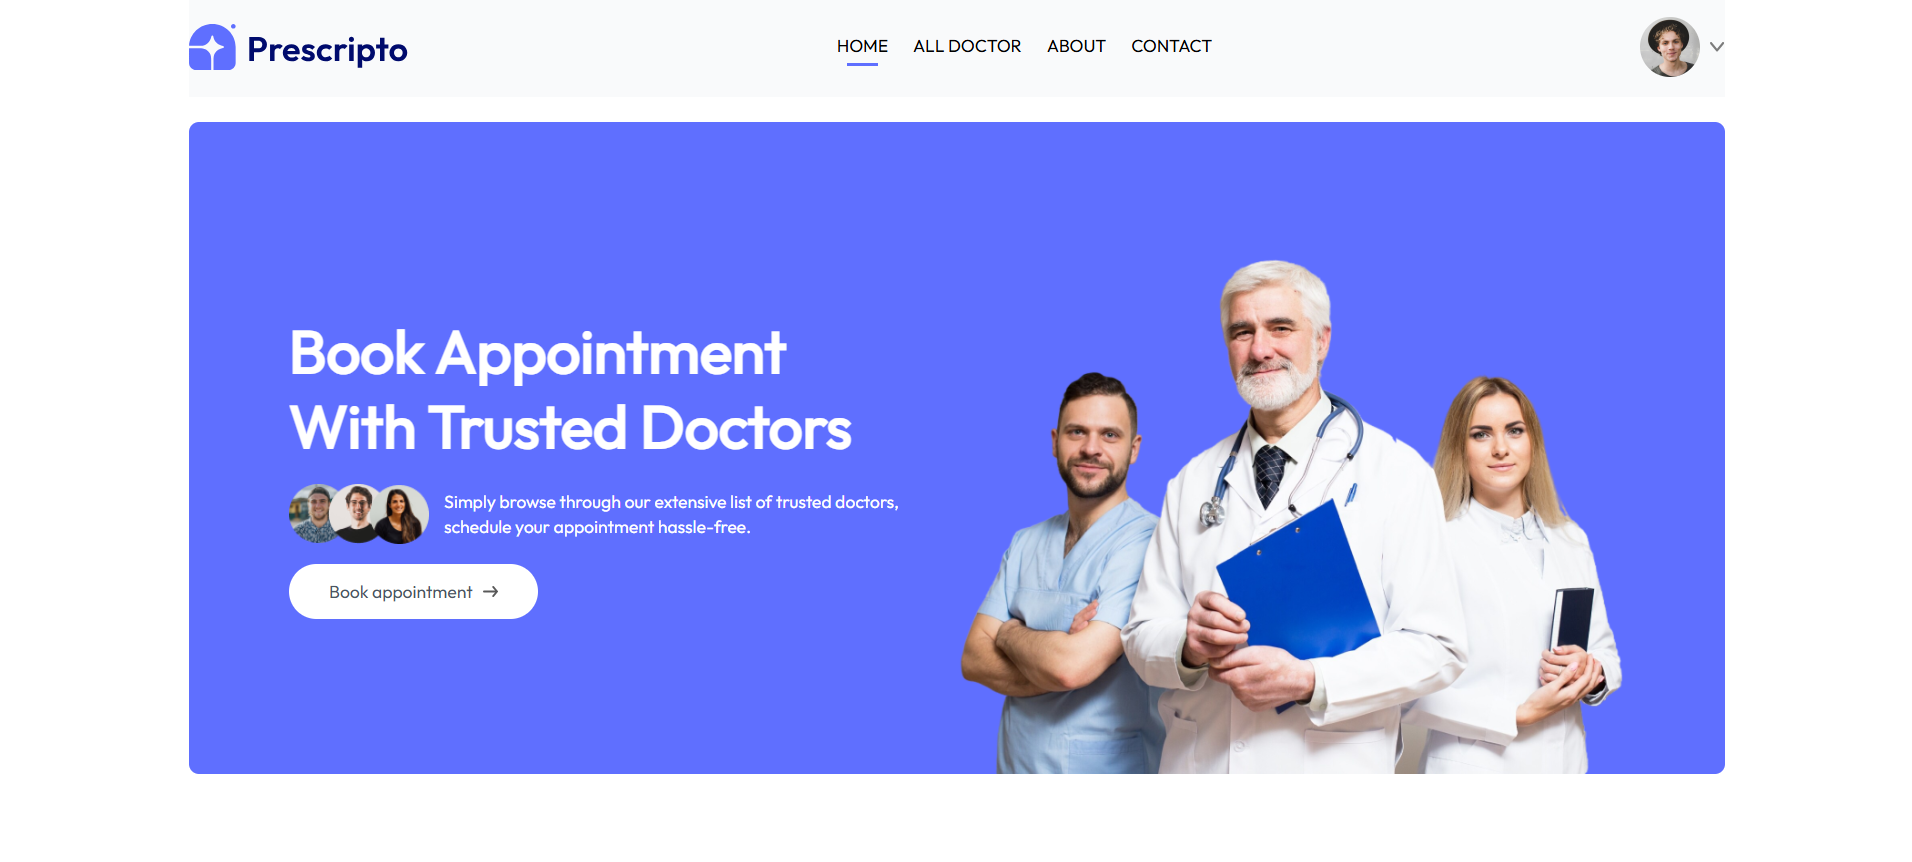 Prescripto
HOME
ALL DOCTOR
ABOUT
CONTACT
Book Appointment
With Trusted Doctors
Simply browse through our extensive list of trusted doctors,
schedule your appointment hassle-free.
Book appointment →